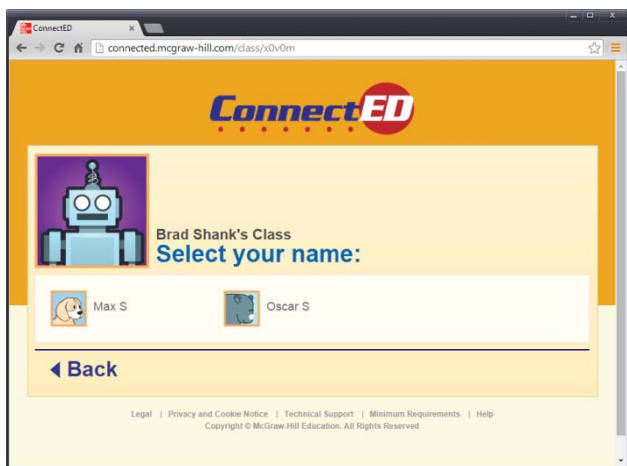 ConnectED
connected.mcgraw-hill.com/class/x0v0m
ConnectED
Brad Shank's Class
Select your name:
Max S
Oscar S
Back
Legal | Privacy and Cookie Notice | Technical Support | Minimum Requirements | Help
Copyright © McGraw-Hill Education. All Rights Reserved